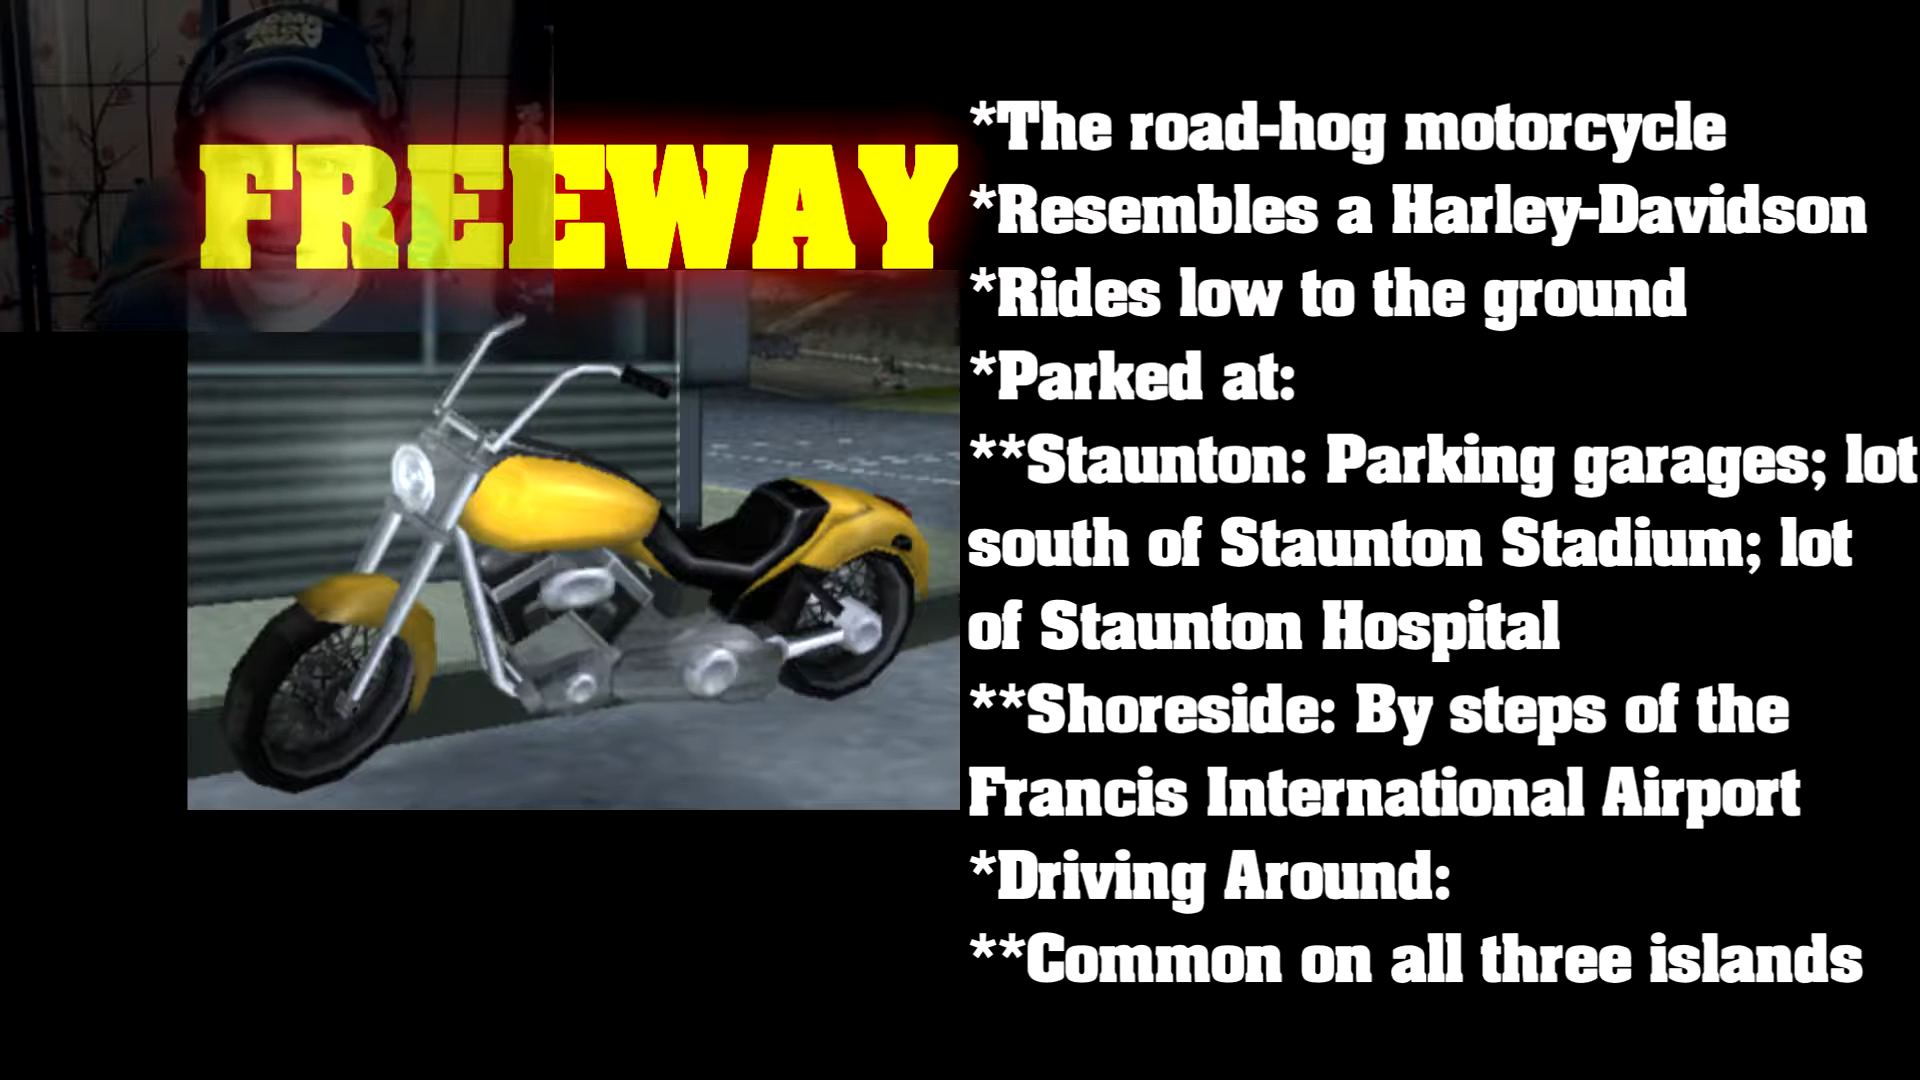 FREEWAY
*The road-hog motorcycle
*Resembles a Harley-Davidson
*Rides low to the ground
*Parked at:
**Staunton: Parking garages; lot
south of Staunton Stadium; lot
of Staunton Hospital
**Shoreside: By steps of the
Francis International Airport
*Driving Around:
**Common on all three islands